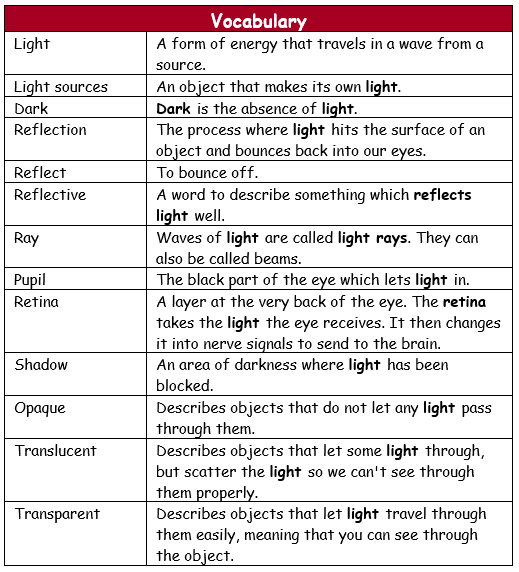 Vocabulary
Light
A form of energy that travels in a wave from a
source.
Light sources
An object that makes its own light.
Dark
Dark is the absence of light.
Reflection
The process where light hits the surface of an
object and bounces back into our eyes.
Reflect
To bounce off.
Reflective
A word to describe something which reflects
light well.
Ray
Waves of light are called light rays. They can
also be called beams.
Pupil
The black part of the eye which lets light in.
Retina
A layer at the very back of the eye. The retina
takes the light the eye receives. It then changes
it into nerve signals to send to the brain.
Shadow
An area of darkness where light has been
blocked.
Opaque
Describes objects that do not let any light pass
through them.
Translucent
Describes objects that let some light through,
but scatter the light so we can't see through
them properly.
Transparent
Describes objects that let light travel through
them easily, meaning that you can see through
the object.